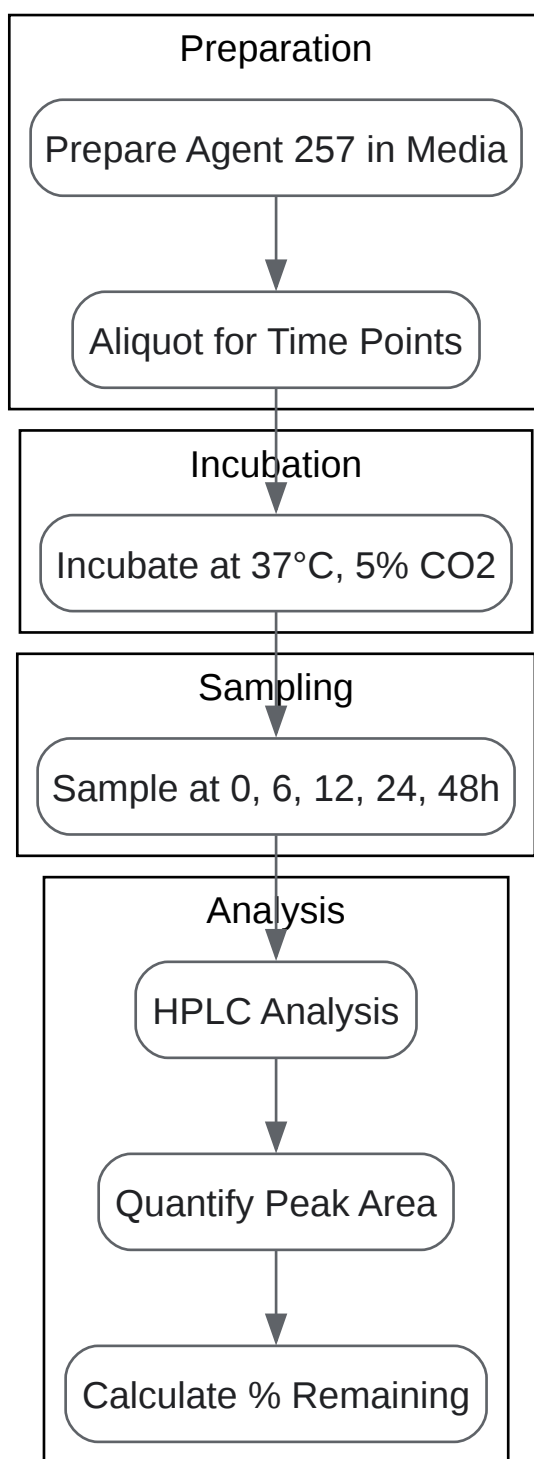 Preparation
Prepare Agent 257 in Media
Aliquot for Time Points
Incubation
Incubate at 37°C, 5% CO2
Sampling
Sample at 0, 6, 12, 24, 48h
Analysis
HPLC Analysis
Quantify Peak Area
Calculate % Remaining